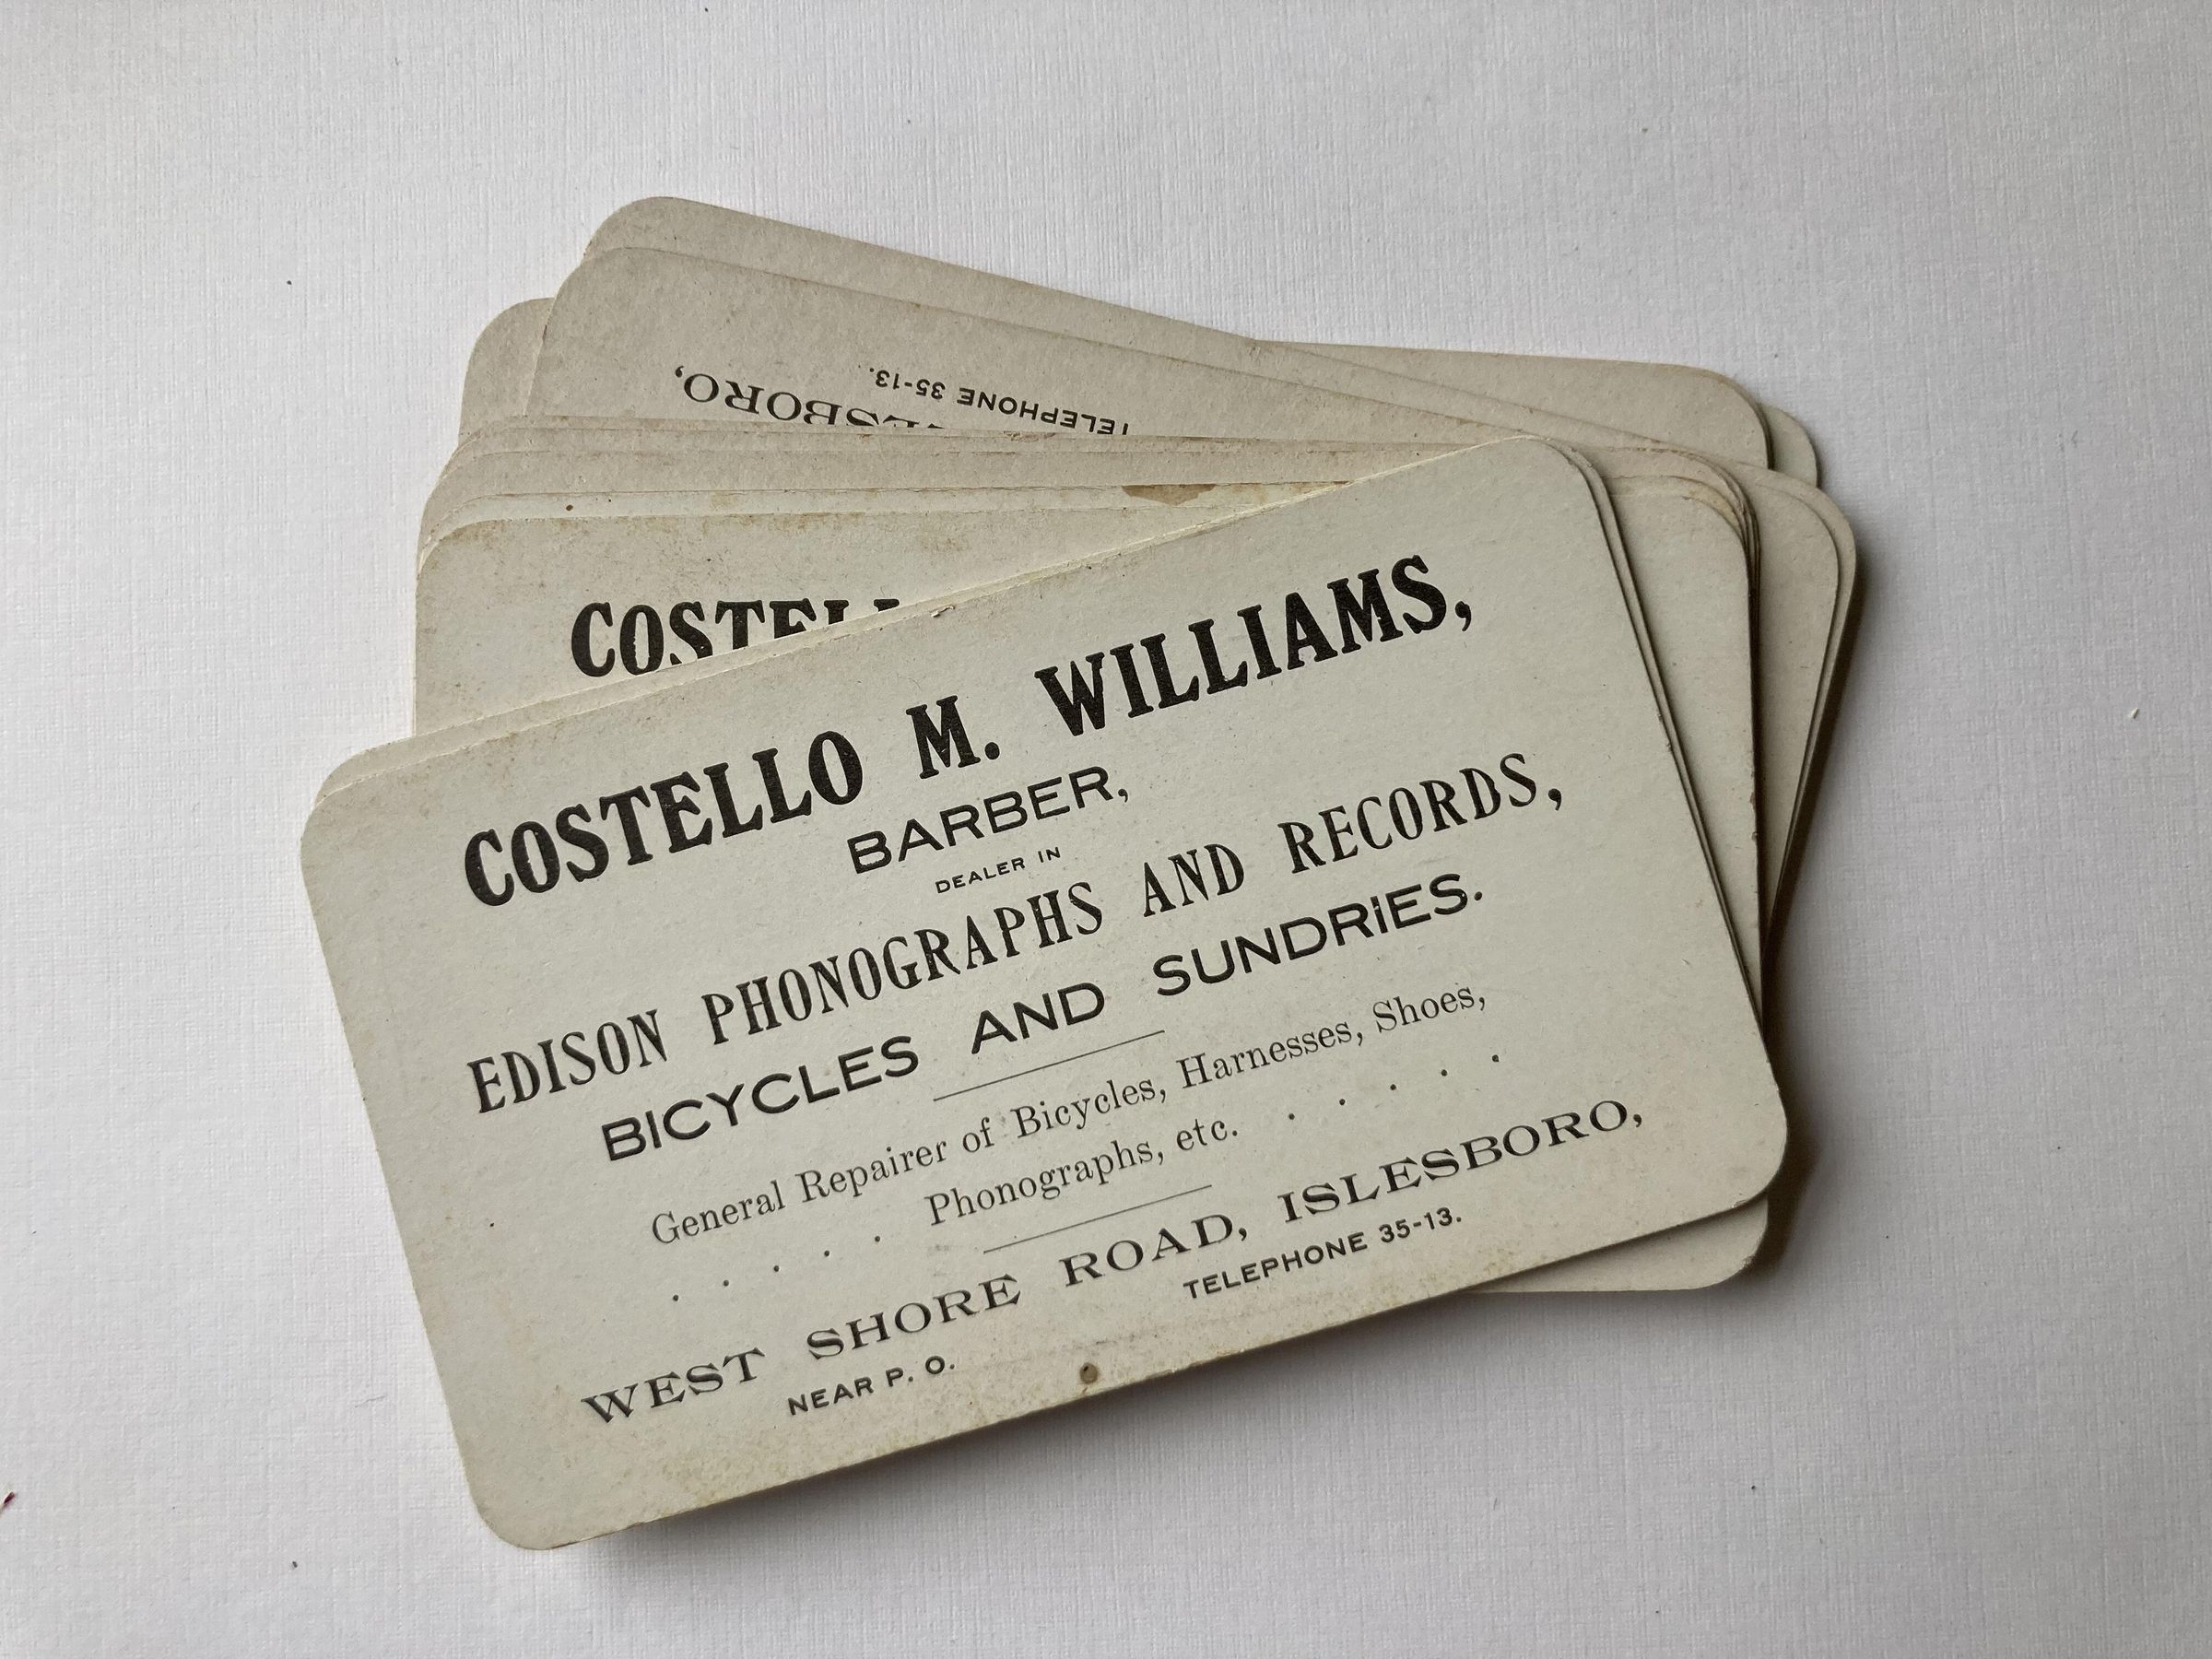 TELEPHONE 35-13.
COSTELLO M. WILLIAMS,
BARBER,
DEALER IN
EDISON PHONOGRAPHS AND RECORDS,
BICYCLES AND SUNDRIES.
General Repairer of Bicycles, Harnesses, Shoes,
. . . . . Phonographs, etc. . . . . .
WEST SHORE ROAD, ISLESBORO,
NEAR P. O. TELEPHONE 35-13.